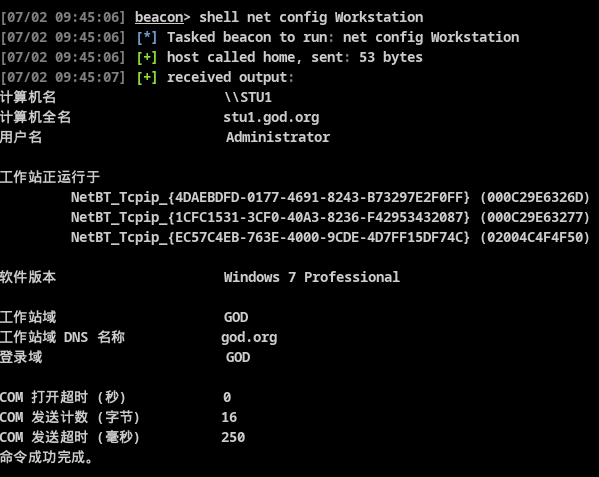 [07/02 09:45:06] beacon> shell net config Workstation
[07/02 09:45:06] [*] Tasked beacon to run: net config Workstation
[07/02 09:45:06] [+] host called home, sent: 53 bytes
[07/02 09:45:07] [+] received output:
计算机名 \\STU1
计算机全名 stu1.god.org
用户名 Administrator
工作站正运行于
NetBT_Tcpip_{4DAEBDFD-0177-4691-8243-B73297E2F0FF} (000C29E6326D)
NetBT_Tcpip_{1CFC1531-3CF0-40A3-8236-F42953432087} (000C29E63277)
NetBT_Tcpip_{EC57C4EB-763E-4000-9CDE-4D7FF15DF74C} (02004C4F4F50)
软件版本 Windows 7 Professional
工作站域 GOD
工作站域 DNS 名称 god.org
登录域 GOD
COM 打开超时 (秒) 0
COM 发送计数 (字节) 16
COM 发送超时 (毫秒) 250
命令成功完成。